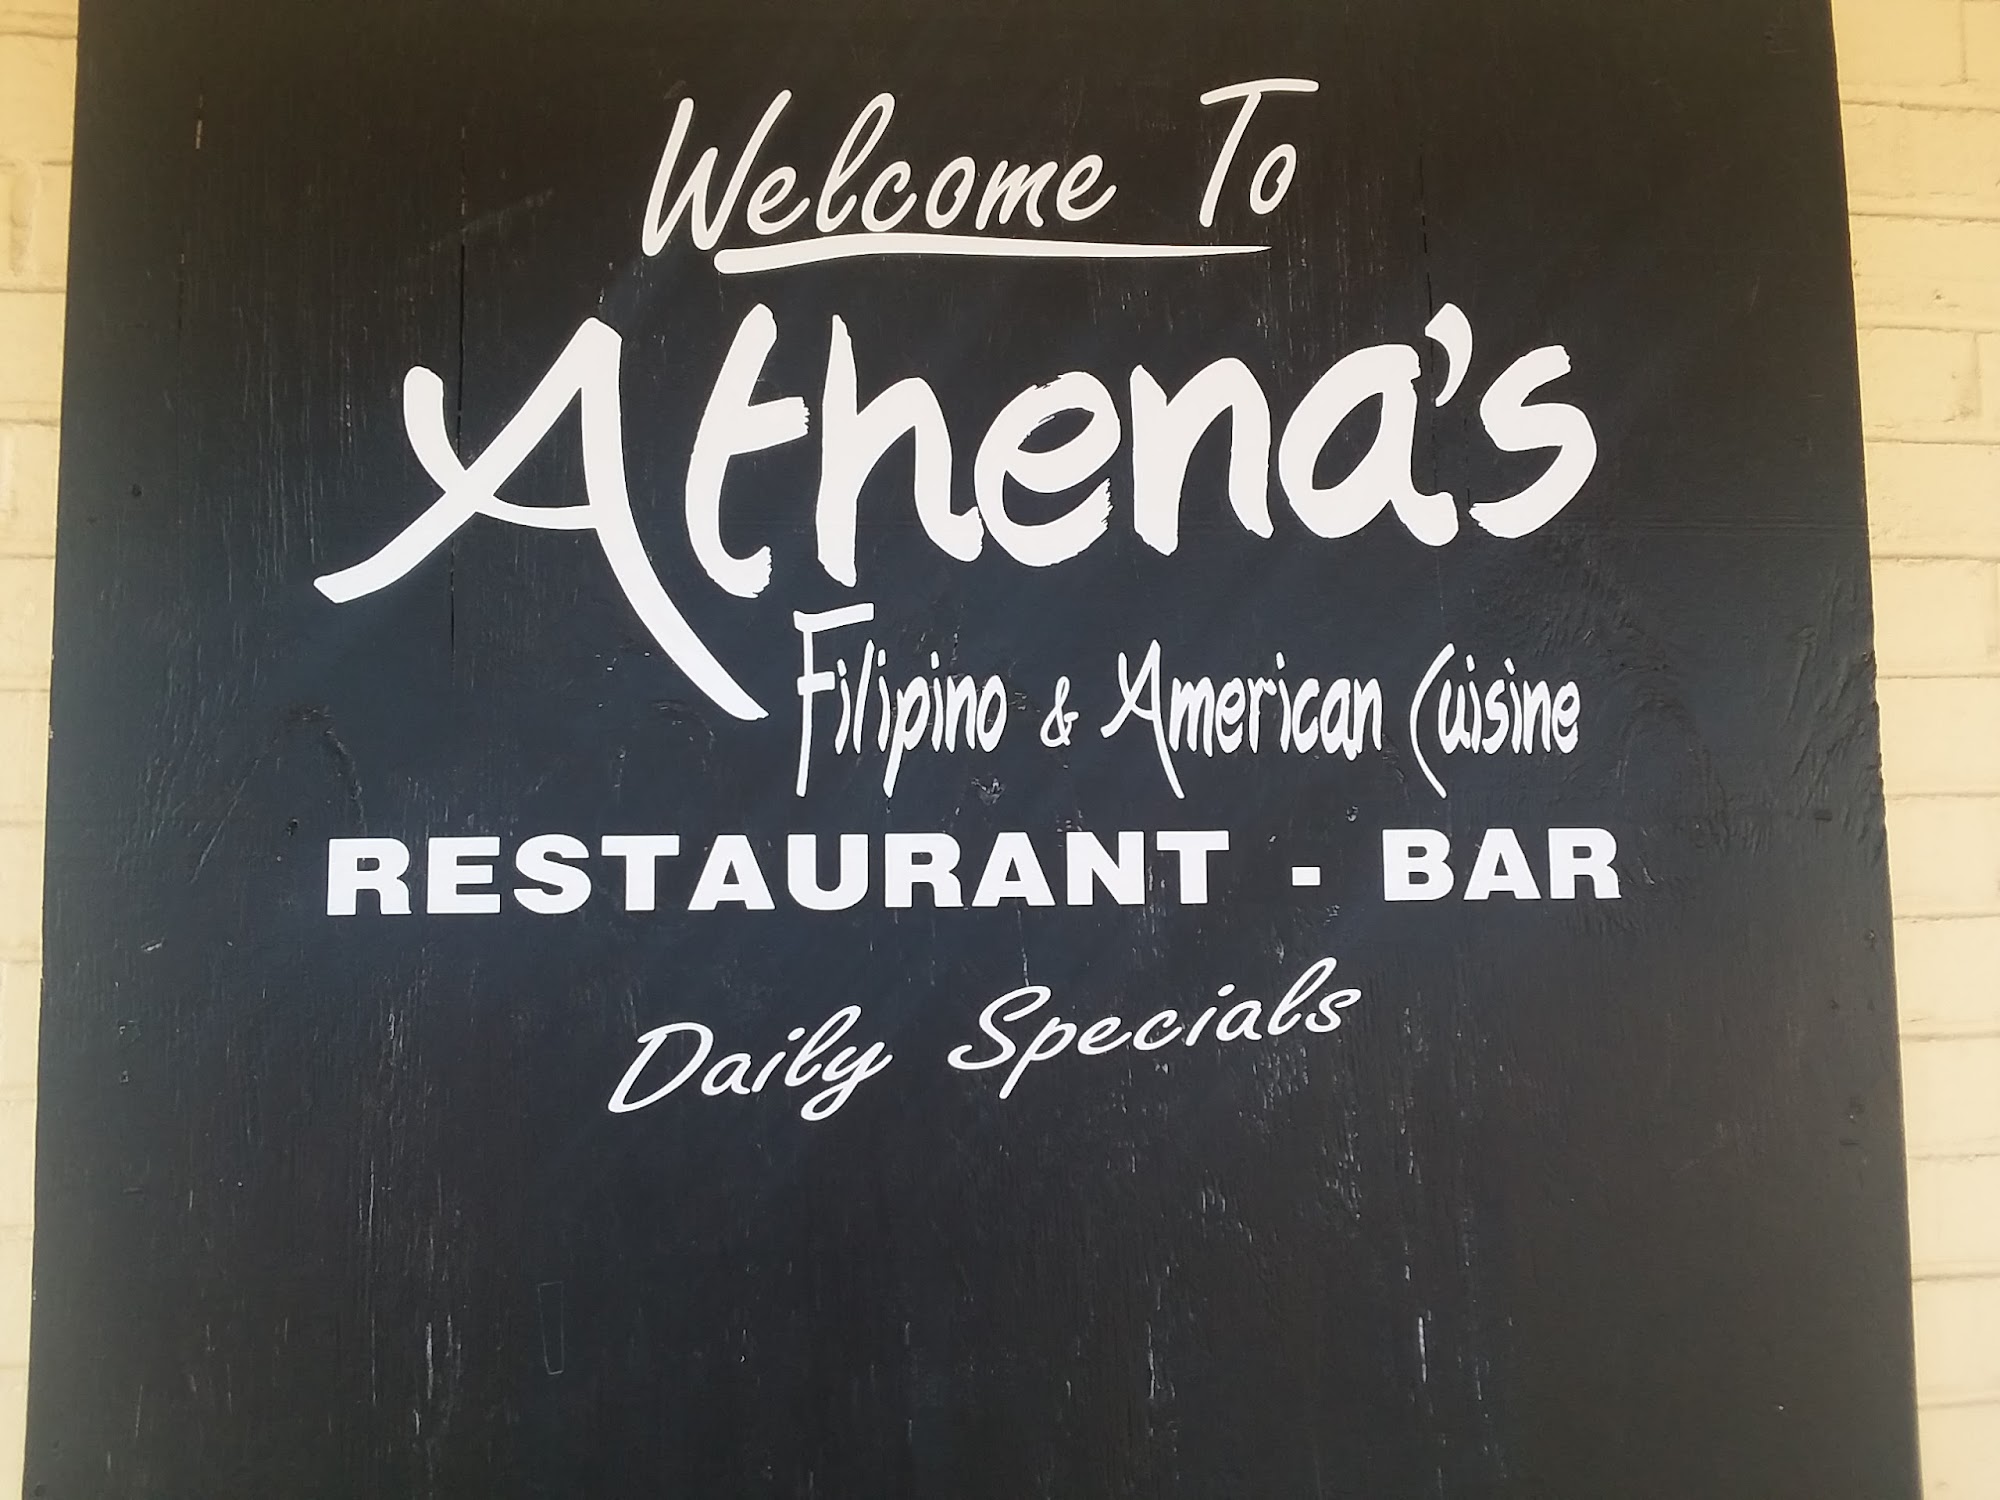 Welcome To
Athena's
Filipino & American Cuisine
RESTAURANT - BAR
Daily Specials